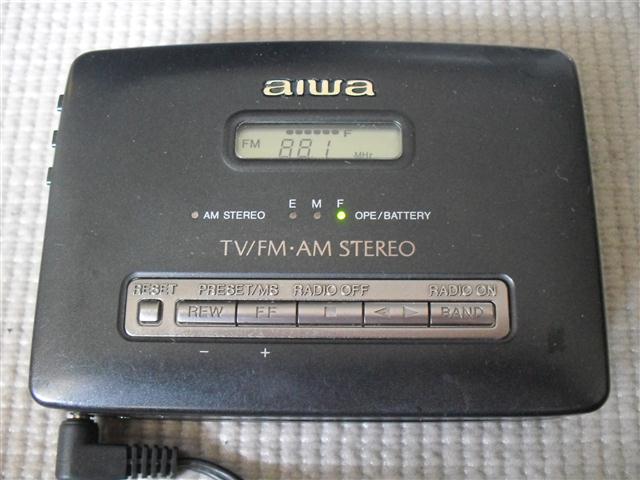 aiwa
F
FM 88.1 MHz
E M F
AM STEREO OPE/BATTERY
TV/FM·AM STEREO
RESET PRESET/MS RADIO OFF RADIO ON
REW FF BAND
− +